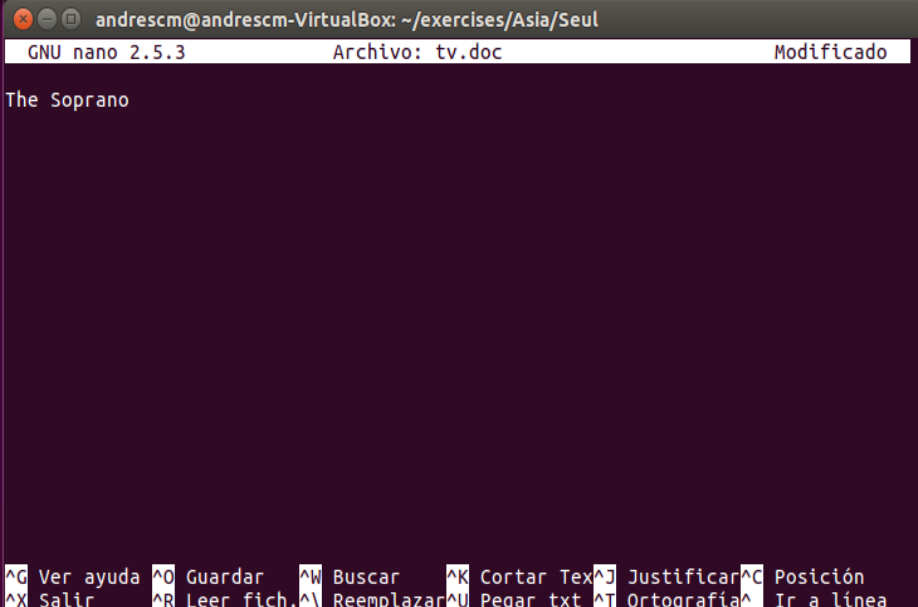 andrescm@andrescm-VirtualBox: ~/exercises/Asia/Seul
GNU nano 2.5.3 Archivo: tv.doc Modificado
The Soprano
^G Ver ayuda ^O Guardar ^W Buscar ^K Cortar Tex^J Justificar^C Posición
^X Salir ^R Leer fich.^\ Reemplazar^U Pegar txt ^T Ortografía^_ Ir a línea